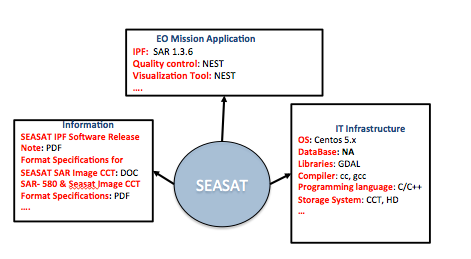 EO Mission Application
IPF: SAR 1.3.6
Quality control: NEST
Visualization Tool: NEST
....
Information
SEASAT IPF Software Release
Note: PDF
Format Specifications for
SEASAT SAR Image CCT: DOC
SAR- 580 & Seasat Image CCT
Format Specifications: PDF
....
SEASAT
IT Infrastructure
OS: Centos 5.x
DataBase: NA
Libraries: GDAL
Compiler: cc, gcc
Programming language: C/C++
Storage System: CCT, HD
...